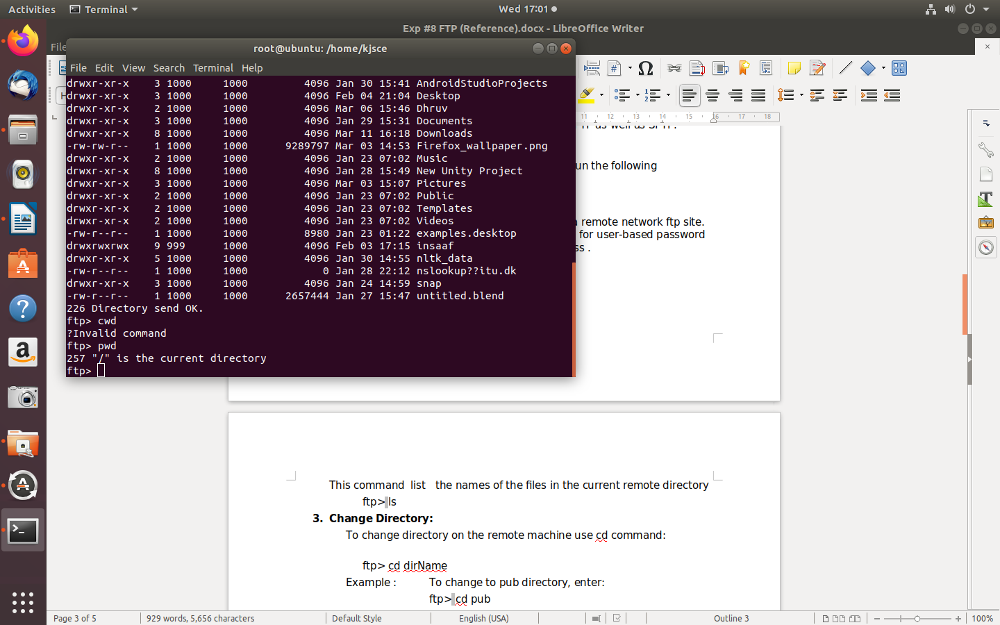 Activities Terminal Wed 17:01
Exp #8 FTP (Reference).docx - LibreOffice Writer
File
root@ubuntu: /home/kjsce
File Edit View Search Terminal Help
drwxr-xr-x    3 1000     1000         4096 Jan 30 15:41 AndroidStudioProjects
drwxr-xr-x    3 1000     1000         4096 Feb 04 21:04 Desktop
drwxr-xr-x    2 1000     1000         4096 Mar 06 15:46 Dhruv
drwxr-xr-x    3 1000     1000         4096 Jan 29 15:31 Documents
drwxr-xr-x    8 1000     1000         4096 Mar 11 16:18 Downloads
-rw-rw-r--    1 1000     1000      9289797 Mar 03 14:53 Firefox_wallpaper.png
drwxr-xr-x    2 1000     1000         4096 Jan 23 07:02 Music
drwxr-xr-x    8 1000     1000         4096 Jan 28 15:49 New Unity Project
drwxr-xr-x    3 1000     1000         4096 Mar 03 15:07 Pictures
drwxr-xr-x    2 1000     1000         4096 Jan 23 07:02 Public
drwxr-xr-x    2 1000     1000         4096 Jan 23 07:02 Templates
drwxr-xr-x    2 1000     1000         4096 Jan 23 07:02 Videos
-rw-r--r--    1 1000     1000         8980 Jan 23 01:22 examples.desktop
drwxrwxrwx    9 999      1000         4096 Feb 03 17:15 insaaf
drwxr-xr-x    5 1000     1000         4096 Jan 30 14:55 nltk_data
-rw-r--r--    1 1000     1000            0 Jan 28 22:12 nslookup??itu.dk
drwxr-xr-x    3 1000     1000         4096 Jan 24 14:59 snap
-rw-r--r--    1 1000     1000      2657444 Jan 27 15:47 untitled.blend
226 Directory send OK.
ftp> cwd
?Invalid command
ftp> pwd
257 "/" is the current directory
ftp>
11 12 13 14 15 16 17 18
as well as
un the following
a remote network ftp site.
for user-based password
ss .
This command list the names of the files in the current remote directory
ftp> ls
3. Change Directory:
To change directory on the remote machine use cd command:
ftp> cd dirName
Example : To change to pub directory, enter:
ftp> cd pub
Page 3 of 5 929 words, 5,656 characters Default Style English (USA) Outline 3 100%